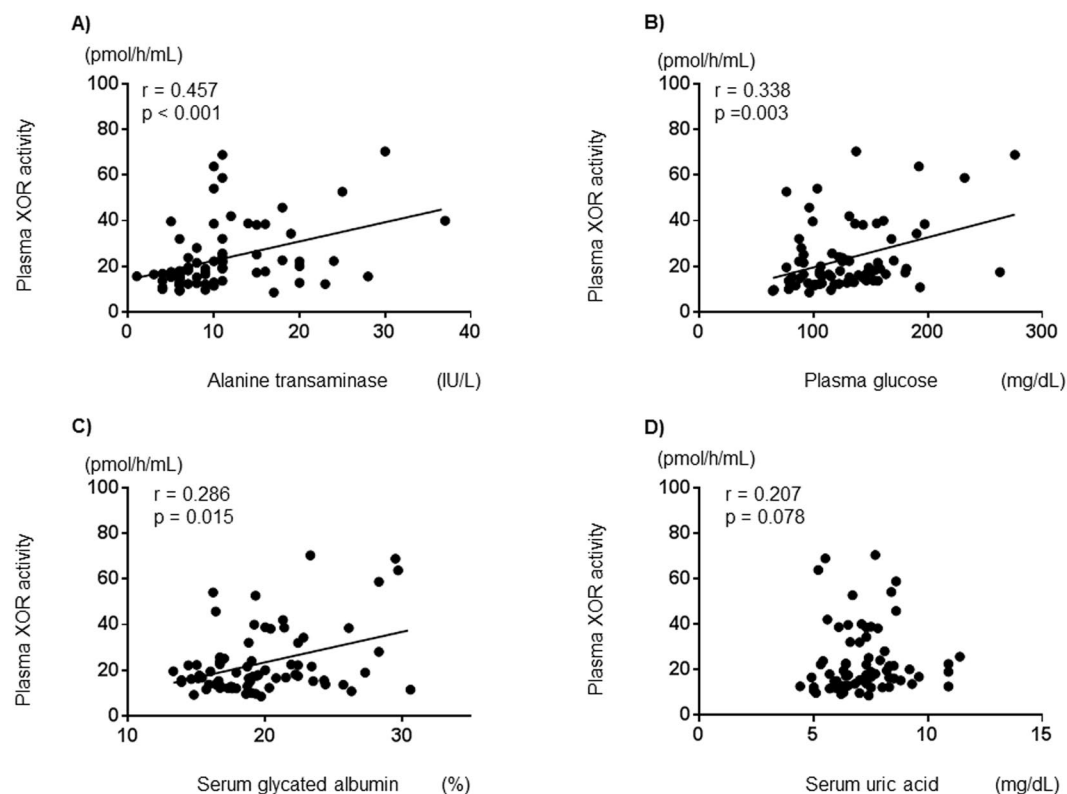 A)
(pmol/h/mL)
r = 0.457
p < 0.001
Plasma XOR activity
100
80
60
40
20
0
0 10 20 30 40
Alanine transaminase (IU/L)
B)
(pmol/h/mL)
r = 0.338
p =0.003
Plasma XOR activity
100
80
60
40
20
0
0 100 200 300
Plasma glucose (mg/dL)
C)
(pmol/h/mL)
r = 0.286
p = 0.015
Plasma XOR activity
100
80
60
40
20
0
10 20 30
Serum glycated albumin (%)
D)
(pmol/h/mL)
r = 0.207
p = 0.078
Plasma XOR activity
100
80
60
40
20
0
0 5 10 15
Serum uric acid (mg/dL)